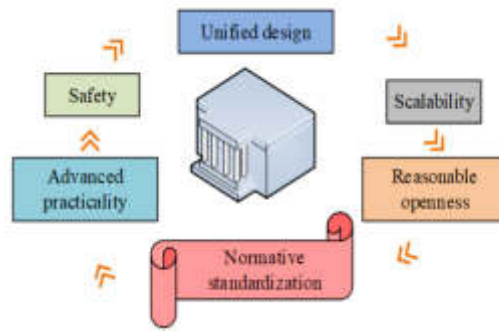 Unified design
Safety
Scalability
Advanced
practicality
Reasonable
openness
Normative
standardization